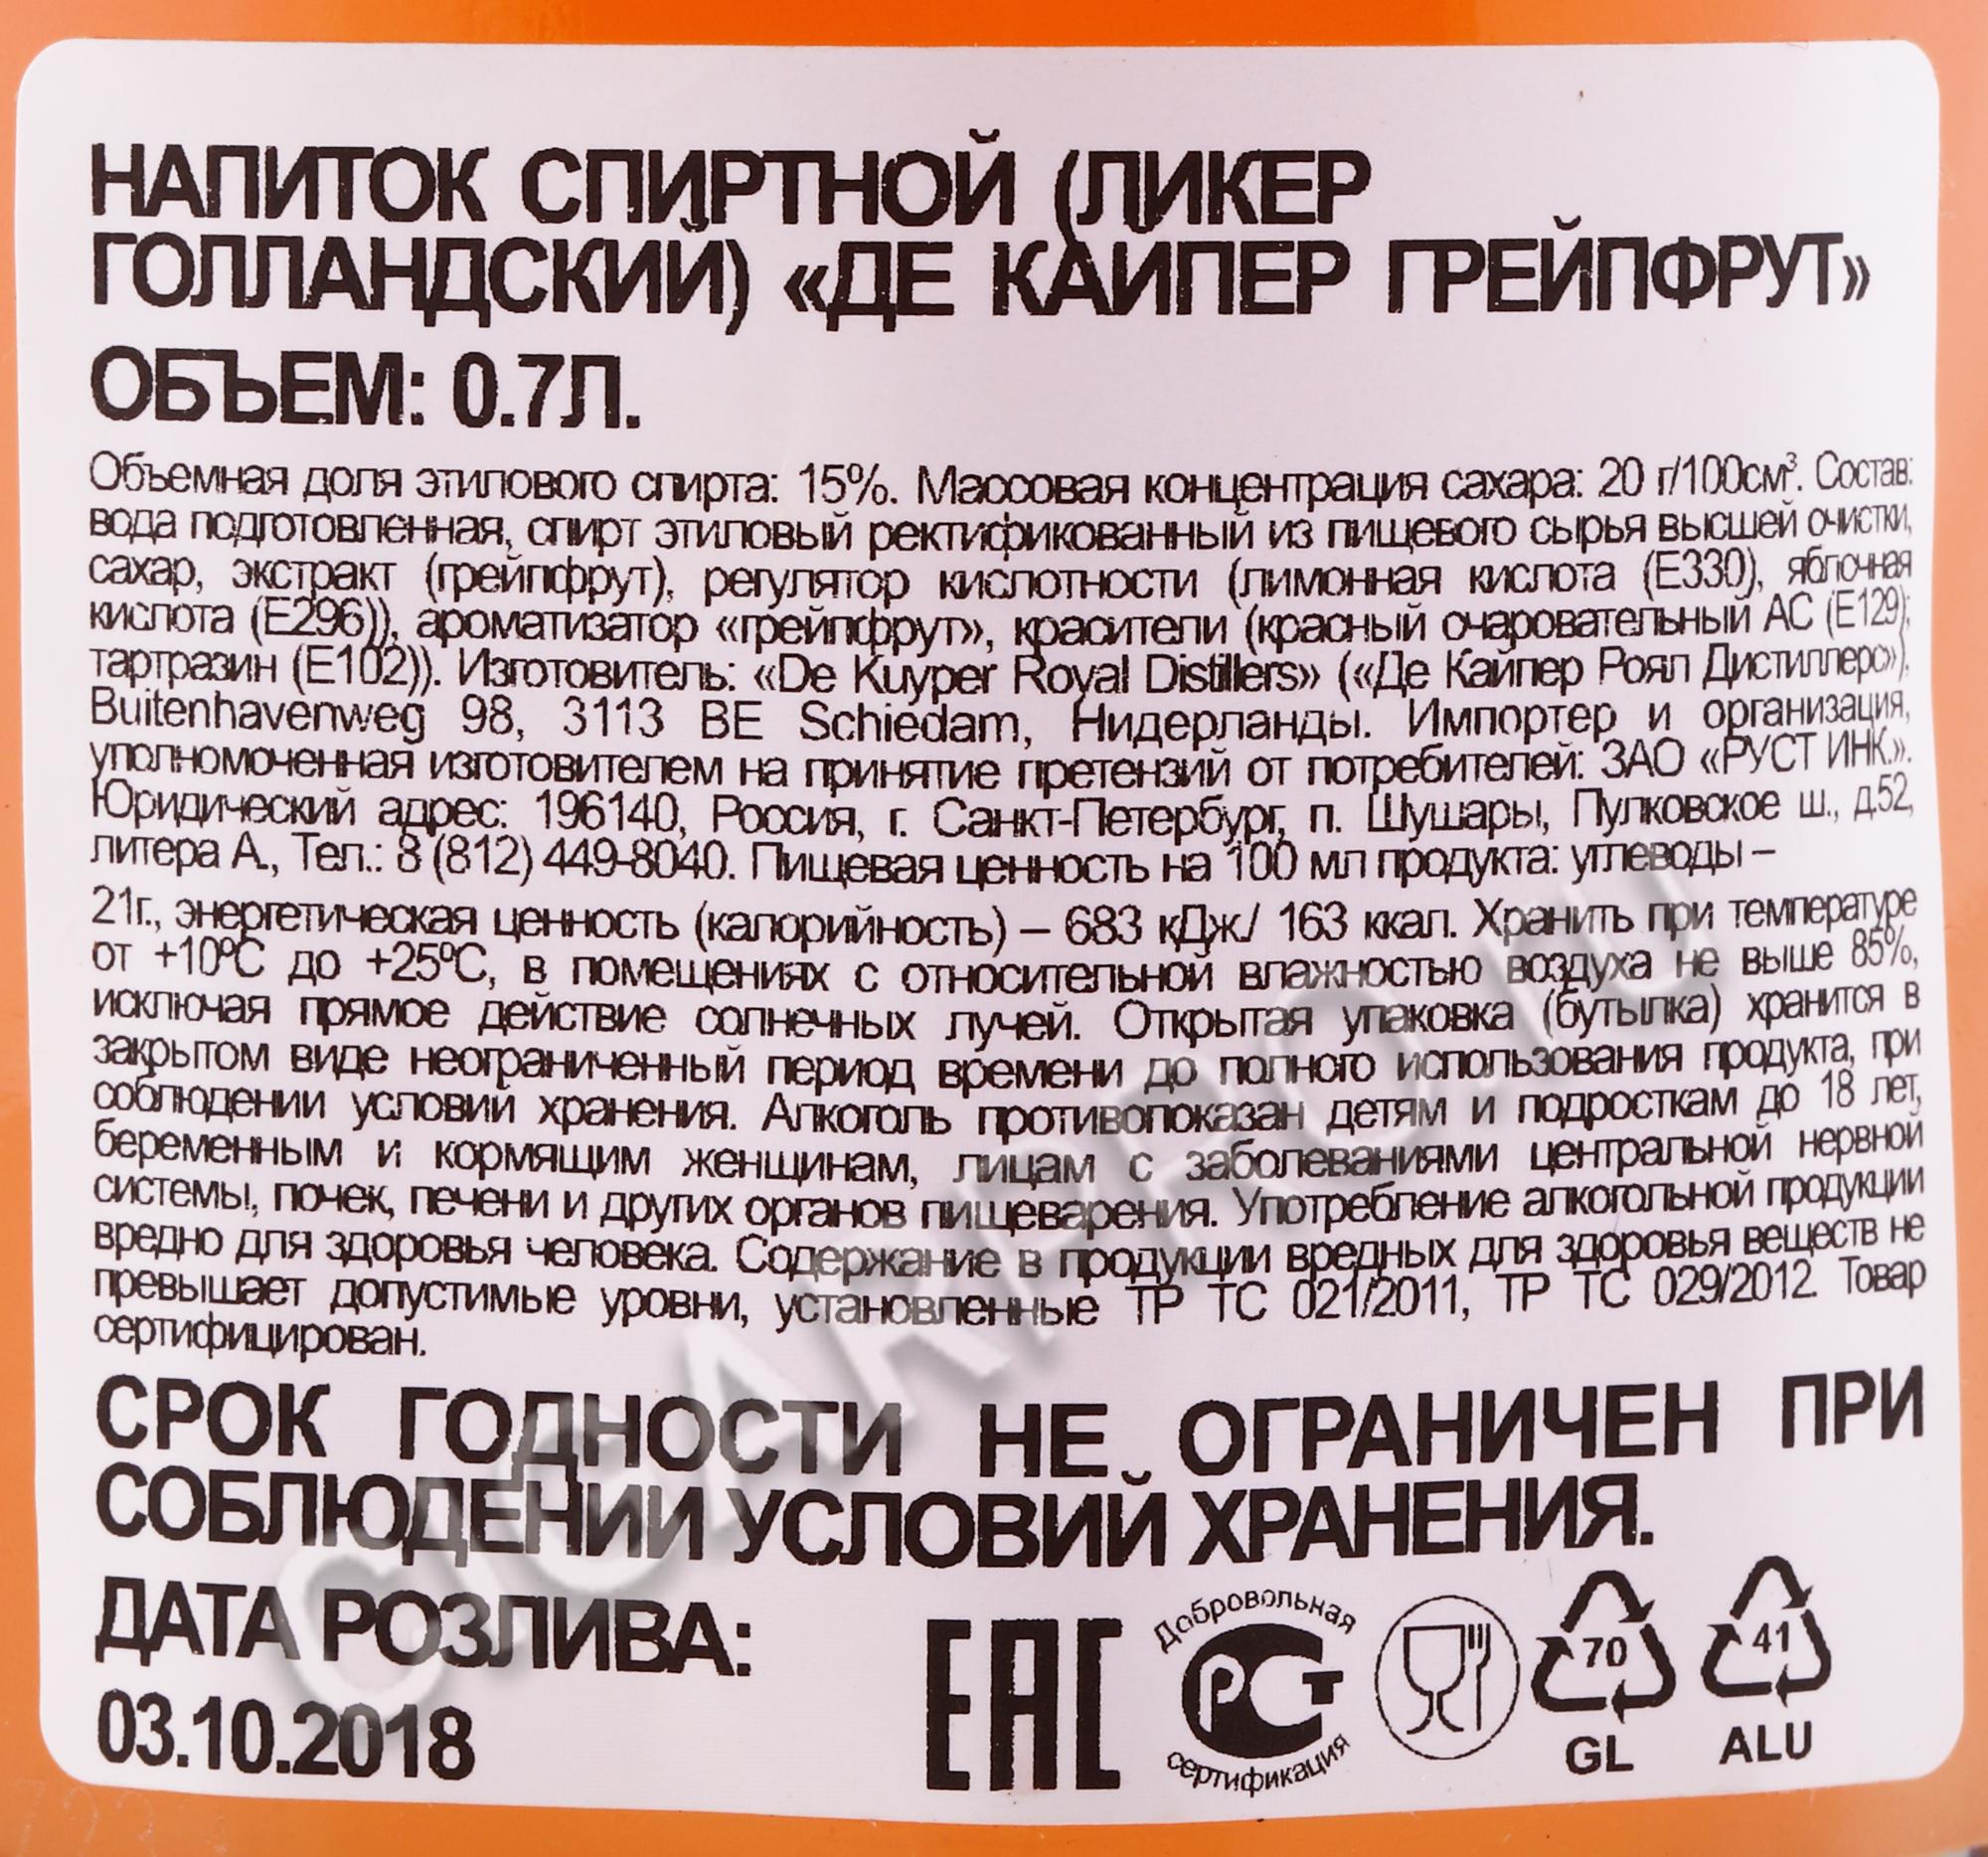 НАПИТОК СПИРТНОЙ (ЛИКЕР
ГОЛЛАНДСКИЙ) «ДЕ КАЙПЕР ГРЕЙПФРУТ»
ОБЪЕМ: 0.7Л.
Объемная доля этилового спирта: 15%. Массовая концентрация сахара: 20 г/100см³. Состав:
вода подготовленная, спирт этиловый ректификованный из пищевого сырья высшей очистки,
сахар, экстракт (грейпфрут), регулятор кислотности (лимонная кислота (Е330), яблочная
кислота (Е296)), ароматизатор «грейпфрут», красители (красный очаровательный АС (Е129);
тартразин (Е102)). Изготовитель: «De Kuyper Royal Distillers» («Де Кайпер Роял Дистиллерс»),
Buitenhavenweg 98, 3113 BE Schiedam, Нидерланды. Импортер и организация,
уполномоченная изготовителем на принятие претензий от потребителей: ЗАО «РУСТ ИНК.».
Юридический адрес: 196140, Россия, г. Санкт-Петербург, п. Шушары, Пулковское ш., д.52,
литера А., Тел.: 8 (812) 449-8040. Пищевая ценность на 100 мл продукта: углеводы –
21г., энергетическая ценность (калорийность) – 683 кДж/ 163 ккал. Хранить при температуре
от +10ºС до +25ºС, в помещениях с относительной влажностью воздуха не выше 85%,
исключая прямое действие солнечных лучей. Открытая упаковка (бутылка) хранится в
закрытом виде неограниченный период времени до полного использования продукта, при
соблюдении условий хранения. Алкоголь противопоказан детям и подросткам до 18 лет,
беременным и кормящим женщинам, лицам с заболеваниями центральной нервной
системы, почек, печени и других органов пищеварения. Употребление алкогольной продукции
вредно для здоровья человека. Содержание в продукции вредных для здоровья веществ не
превышает допустимые уровни, установленные ТР ТС 021/2011, ТР ТС 029/2012. Товар
сертифицирован.
СРОК ГОДНОСТИ НЕ ОГРАНИЧЕН ПРИ
СОБЛЮДЕНИИ УСЛОВИЙ ХРАНЕНИЯ.
ДАТА РОЗЛИВА:
03.10.2018
ЕАС
Добровольная
РСТ
сертификация
70
GL
41
ALU
CIGARPRO.ru